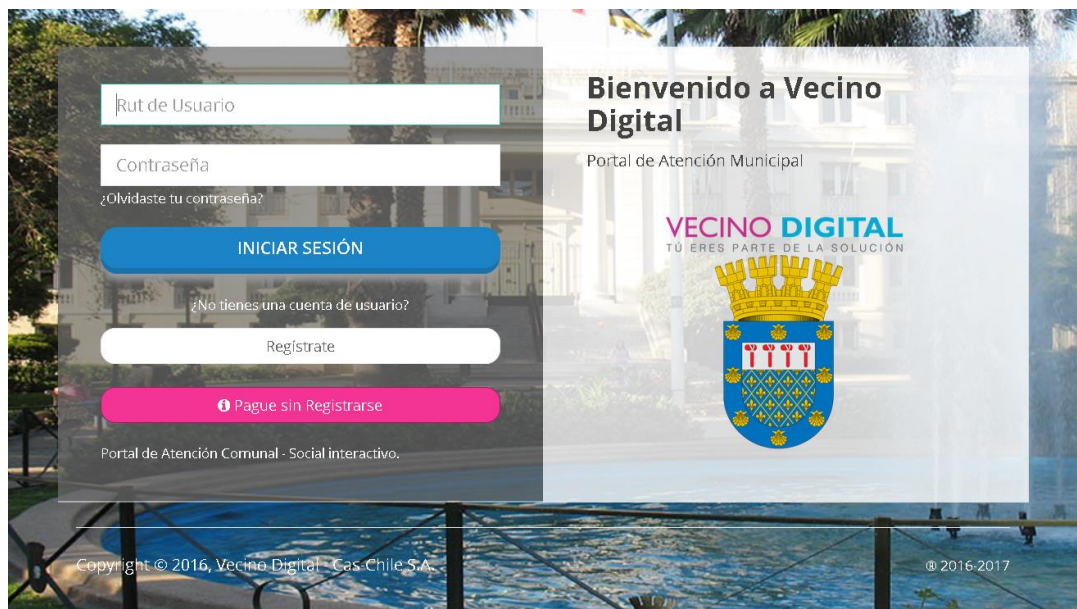 Rut de Usuario
Contraseña
¿Olvidaste tu contraseña?
INICIAR SESIÓN
¿No tienes una cuenta de usuario?
Regístrate
Pague sin Registrarse
Portal de Atención Comunal - Social interactivo.
Bienvenido a Vecino
Digital
Portal de Atención Municipal
VECINO DIGITAL
TÚ ERES PARTE DE LA SOLUCIÓN
Copyright © 2016, Vecino Digital - Cas-Chile S.A.
® 2016-2017